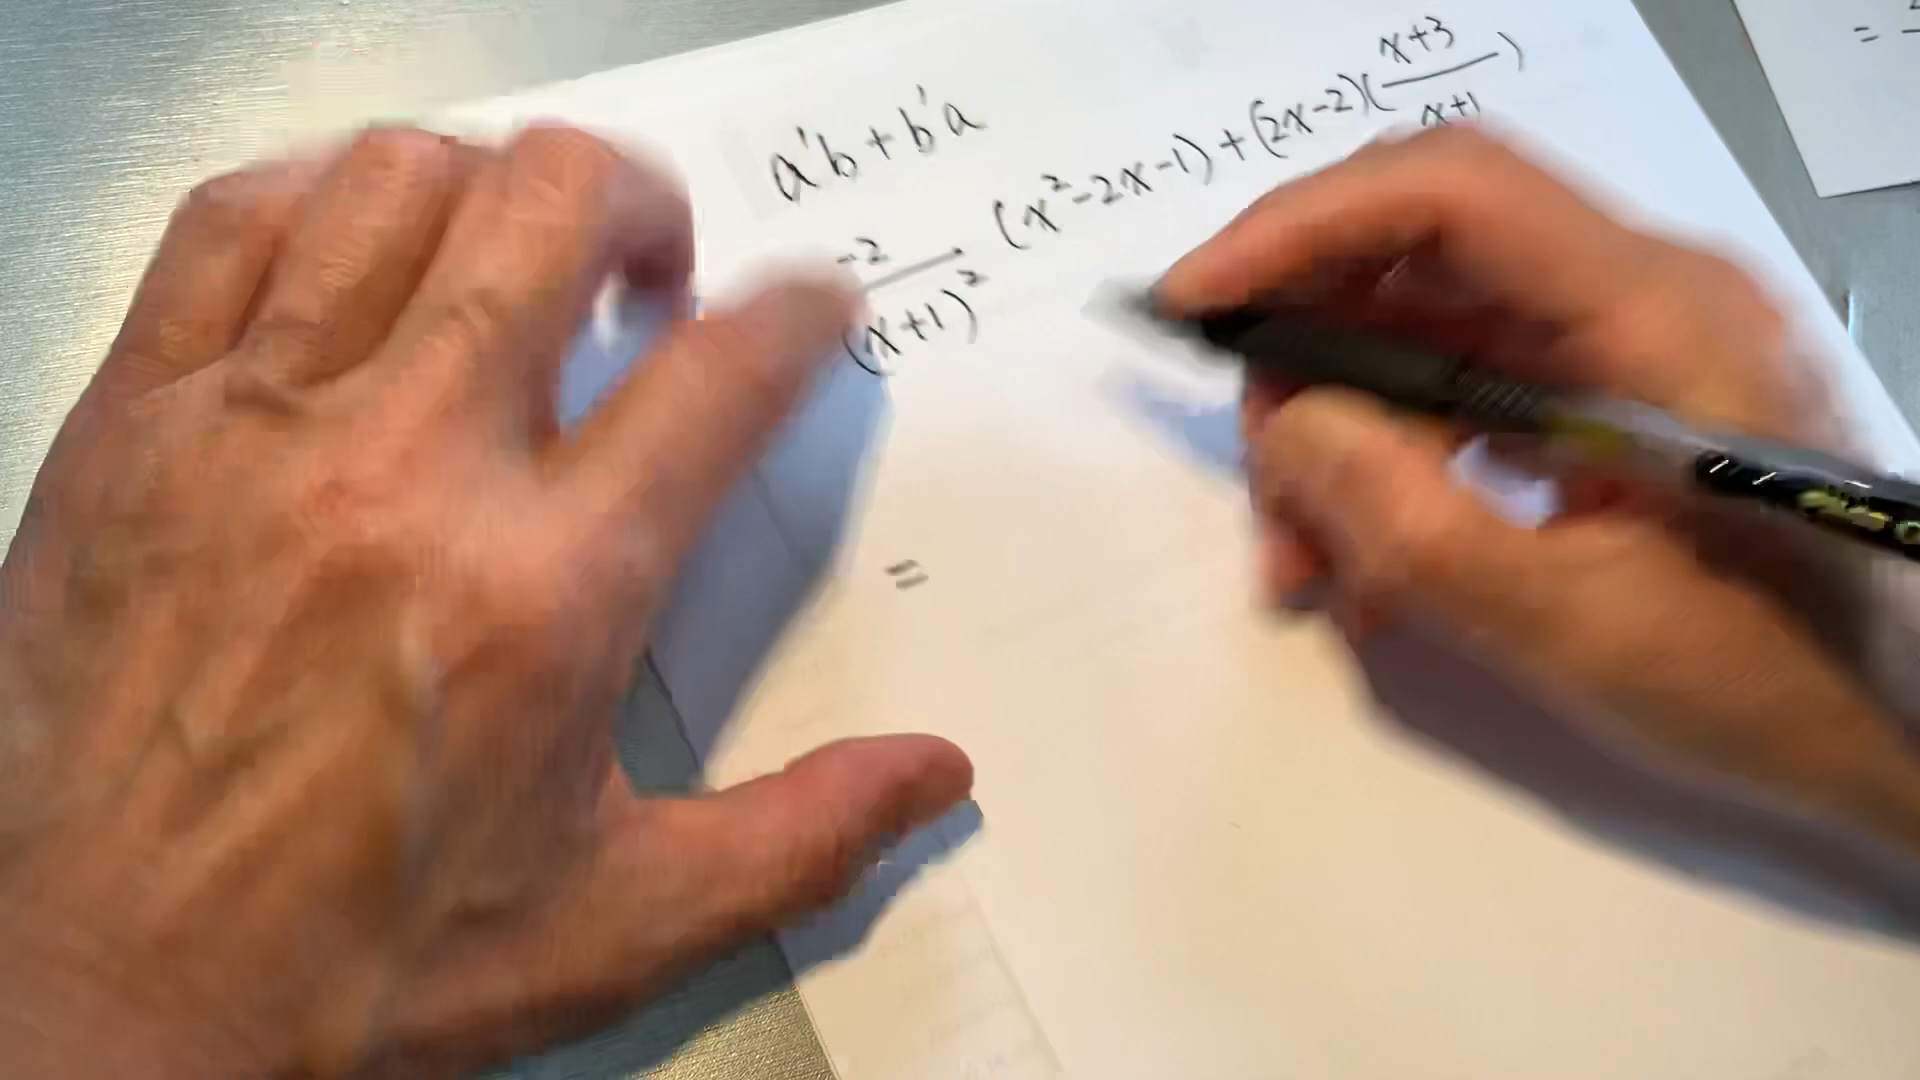 a'b + b'a
-2/(x+1)² (x²-2x-1) + (2x-2)(x+3/x+1)
=
=